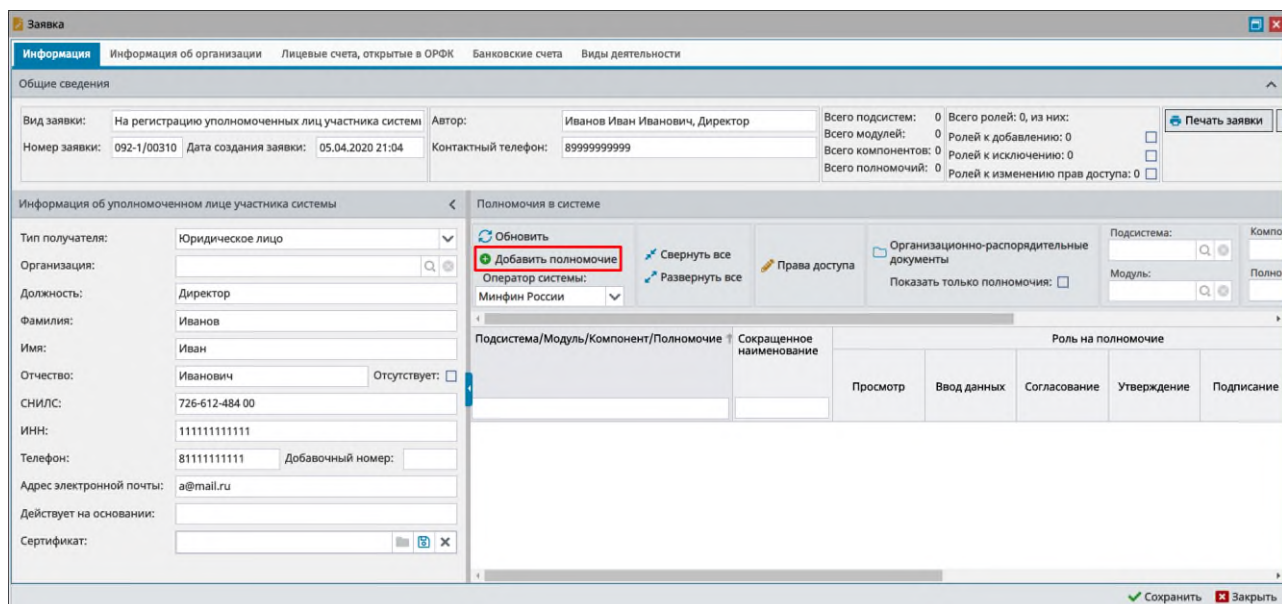 Заявка
Информация Информация об организации Лицевые счета, открытые в ОРФК Банковские счета Виды деятельности
Общие сведения
Вид заявки: На регистрацию уполномоченных лиц участника системы Автор: Иванов Иван Иванович, Директор
Номер заявки: 092-1/00310 Дата создания заявки: 05.04.2020 21:04 Контактный телефон: 89999999999
Всего подсистем: 0
Всего модулей: 0
Всего компонентов: 0
Всего полномочий: 0
Всего ролей: 0, из них:
Ролей к добавлению: 0
Ролей к исключению: 0
Ролей к изменению прав доступа: 0
Печать заявки
Информация об уполномоченном лице участника системы
Тип получателя: Юридическое лицо
Организация:
Должность: Директор
Фамилия: Иванов
Имя: Иван
Отчество: Иванович Отсутствует:
СНИЛС: 726-612-484 00
ИНН: 111111111111
Телефон: 81111111111 Добавочный номер:
Адрес электронной почты: a@mail.ru
Действует на основании:
Сертификат:
Полномочия в системе
Обновить
Добавить полномочие
Оператор системы:
Минфин России
Свернуть все
Развернуть все
Права доступа
Организационно-распорядительные
документы
Показать только полномочия:
Подсистема:
Модуль:
Компо
Полно
Подсистема/Модуль/Компонент/Полномочие
Сокращенное
наименование
Роль на полномочие
Просмотр Ввод данных Согласование Утверждение Подписание
Сохранить Закрыть